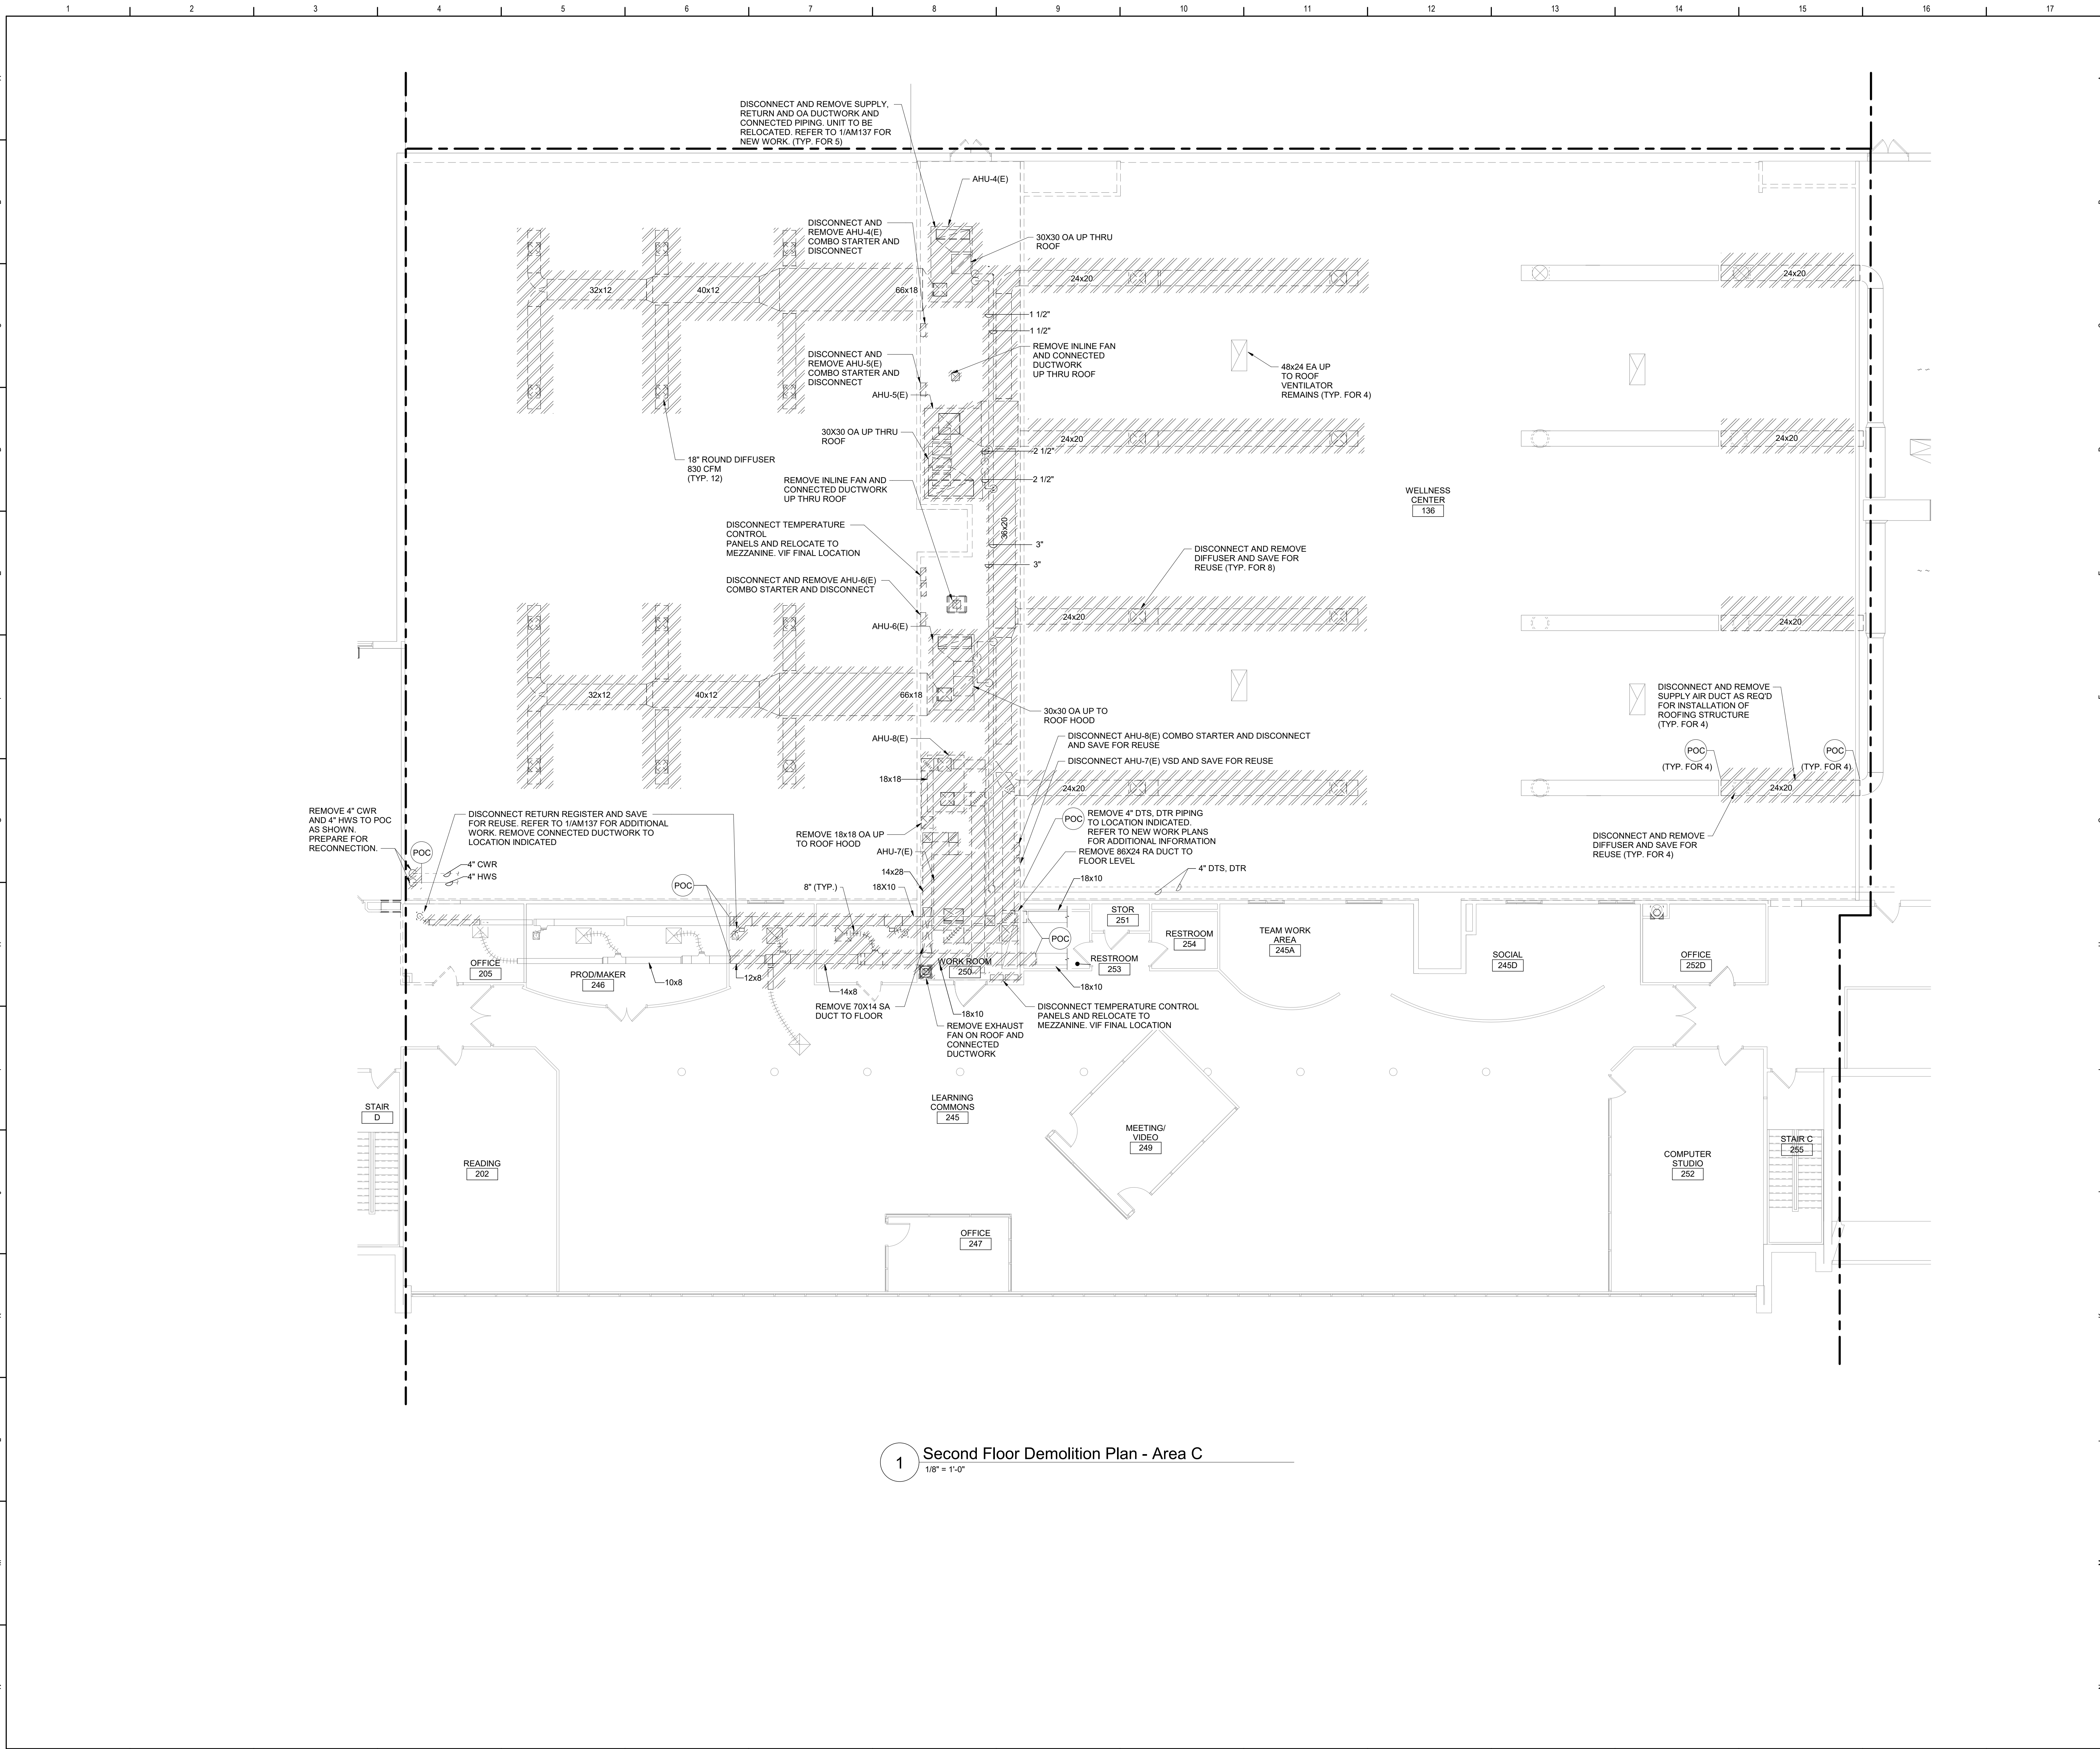 1 2 3 4 5 6 7 8 9 10 11 12 13 14 15 16 17
DISCONNECT AND REMOVE SUPPLY,
RETURN AND OA DUCTWORK AND
CONNECTED PIPING. UNIT TO BE
RELOCATED. REFER TO 1/AM137 FOR
NEW WORK. (TYP. FOR 5)
AHU-4(E)
DISCONNECT AND
REMOVE AHU-4(E)
COMBO STARTER AND
DISCONNECT
30X30 OA UP THRU
ROOF
32x12
40x12
66x18
24x20
24x20
1 1/2"
1 1/2"
DISCONNECT AND
REMOVE AHU-5(E)
COMBO STARTER AND
DISCONNECT
REMOVE INLINE FAN
AND CONNECTED
DUCTWORK
UP THRU ROOF
48x24 EA UP
TO ROOF
VENTILATOR
REMAINS (TYP. FOR 4)
AHU-5(E)
30X30 OA UP THRU
ROOF
24x20
24x20
2 1/2"
2 1/2"
18" ROUND DIFFUSER
830 CFM
(TYP. 12)
REMOVE INLINE FAN AND
CONNECTED DUCTWORK
UP THRU ROOF
WELLNESS
CENTER
136
36x20
DISCONNECT TEMPERATURE
CONTROL
PANELS AND RELOCATE TO
MEZZANINE. VIF FINAL LOCATION
3"
3"
DISCONNECT AND REMOVE
DIFFUSER AND SAVE FOR
REUSE (TYP. FOR 8)
DISCONNECT AND REMOVE AHU-6(E)
COMBO STARTER AND DISCONNECT
AHU-6(E)
24x20
24x20
32x12
40x12
66x18
30x30 OA UP TO
ROOF HOOD
DISCONNECT AND REMOVE
SUPPLY AIR DUCT AS REQ'D
FOR INSTALLATION OF
ROOFING STRUCTURE
(TYP. FOR 4)
AHU-8(E)
DISCONNECT AHU-8(E) COMBO STARTER AND DISCONNECT
AND SAVE FOR REUSE
DISCONNECT AHU-7(E) VSD AND SAVE FOR REUSE
POC
(TYP. FOR 4)
POC
(TYP. FOR 4)
18x18
24x20
24x20
REMOVE 4" CWR
AND 4" HWS TO POC
AS SHOWN.
PREPARE FOR
RECONNECTION.
POC
DISCONNECT RETURN REGISTER AND SAVE
FOR REUSE. REFER TO 1/AM137 FOR ADDITIONAL
WORK. REMOVE CONNECTED DUCTWORK TO
LOCATION INDICATED
REMOVE 18x18 OA UP
TO ROOF HOOD
POC
REMOVE 4" DTS, DTR PIPING
TO LOCATION INDICATED.
REFER TO NEW WORK PLANS
FOR ADDITIONAL INFORMATION
DISCONNECT AND REMOVE
DIFFUSER AND SAVE FOR
REUSE (TYP. FOR 4)
AHU-7(E)
REMOVE 86X24 RA DUCT TO
FLOOR LEVEL
4" CWR
4" HWS
4" DTS, DTR
14x28
18x10
POC
8" (TYP.)
18X10
STOR
251
RESTROOM
254
TEAM WORK
AREA
245A
POC
SOCIAL
245D
OFFICE
252D
OFFICE
205
PROD/MAKER
246
WORK ROOM
250
RESTROOM
253
10x8
12x8
14x8
18x10
REMOVE 70X14 SA
DUCT TO FLOOR
18x10
DISCONNECT TEMPERATURE CONTROL
PANELS AND RELOCATE TO
MEZZANINE. VIF FINAL LOCATION
REMOVE EXHAUST
FAN ON ROOF AND
CONNECTED
DUCTWORK
STAIR
D
LEARNING
COMMONS
245
MEETING/
VIDEO
249
STAIR C
255
READING
202
COMPUTER
STUDIO
252
OFFICE
247
1
Second Floor Demolition Plan - Area C
1/8" = 1'-0"